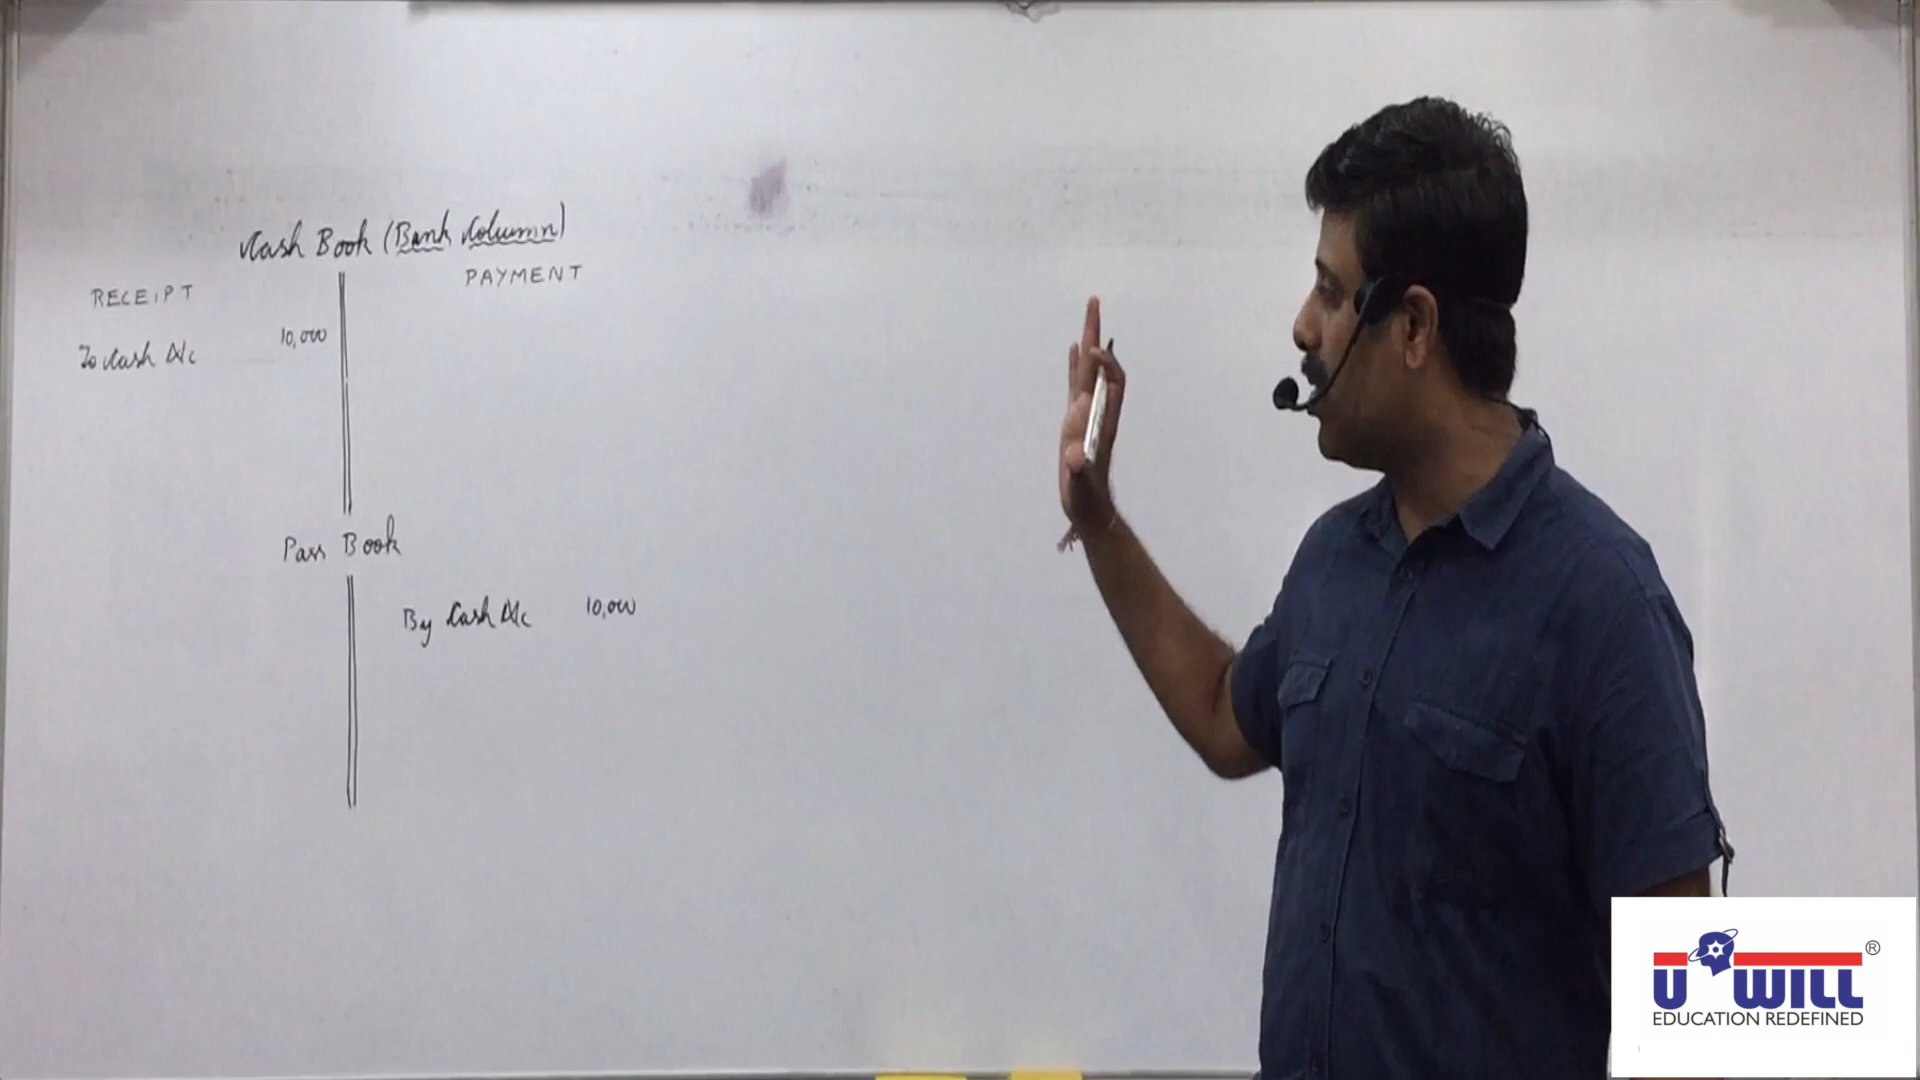 Cash Book (Bank Column)
RECEIPT
PAYMENT
To Cash A/c 10,000
Pass Book
By Cash A/c 10,000
U WILL ®
EDUCATION REDEFINED